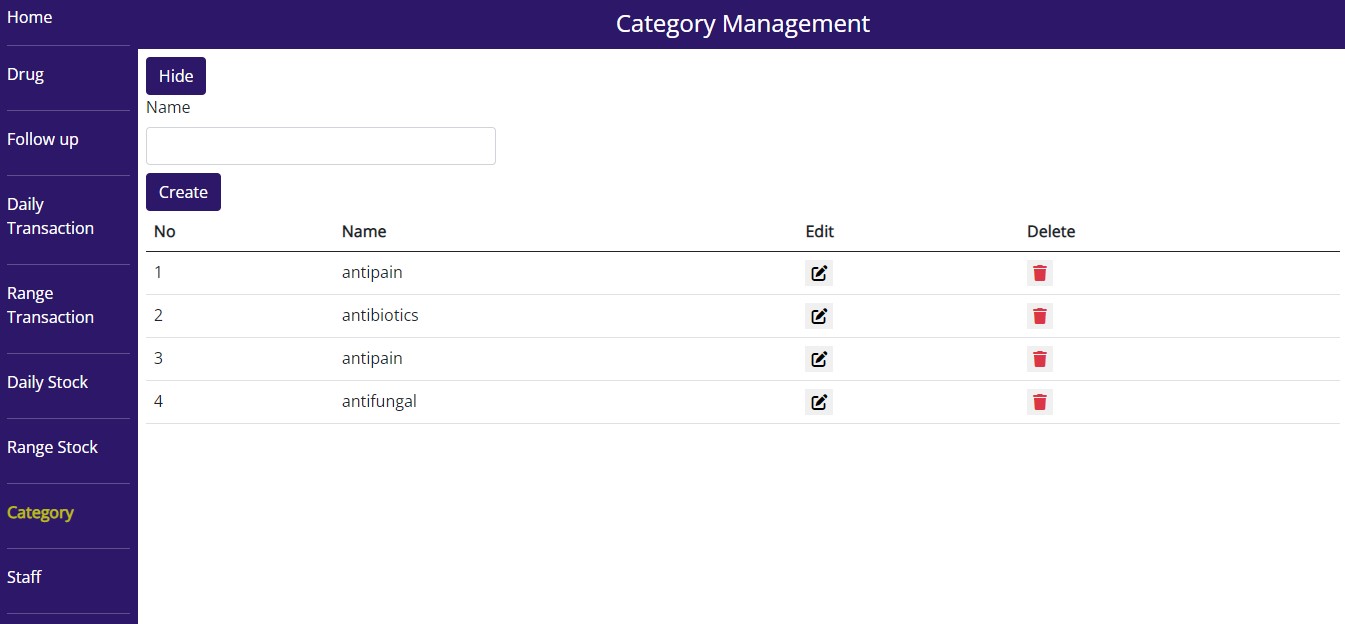 Home
Drug
Follow up
Daily
Transaction
Range
Transaction
Daily Stock
Range Stock
Category
Staff
Category Management
Hide
Name
Create
No Name Edit Delete
1 antipain
2 antibiotics
3 antipain
4 antifungal